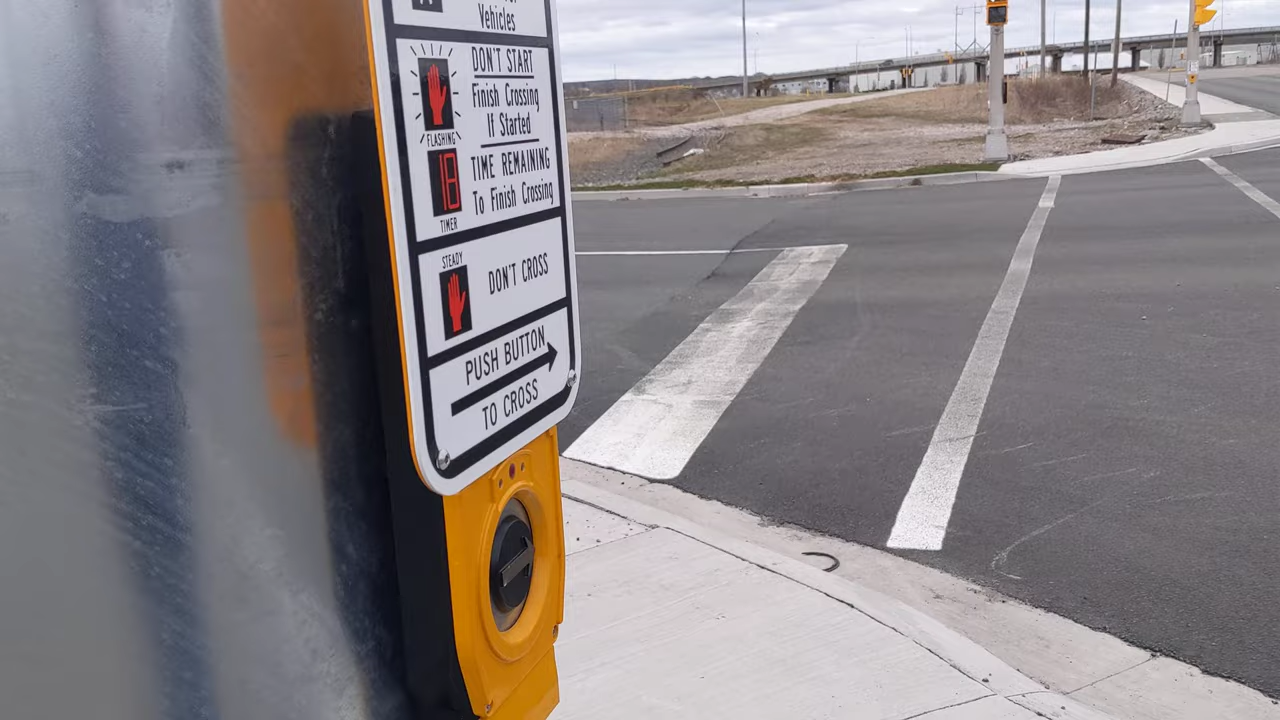 Vehicles
DON'T START
Finish Crossing
If Started
FLASHING
18
TIME REMAINING
To Finish Crossing
TIMER
STEADY
DON'T CROSS
PUSH BUTTON
TO CROSS